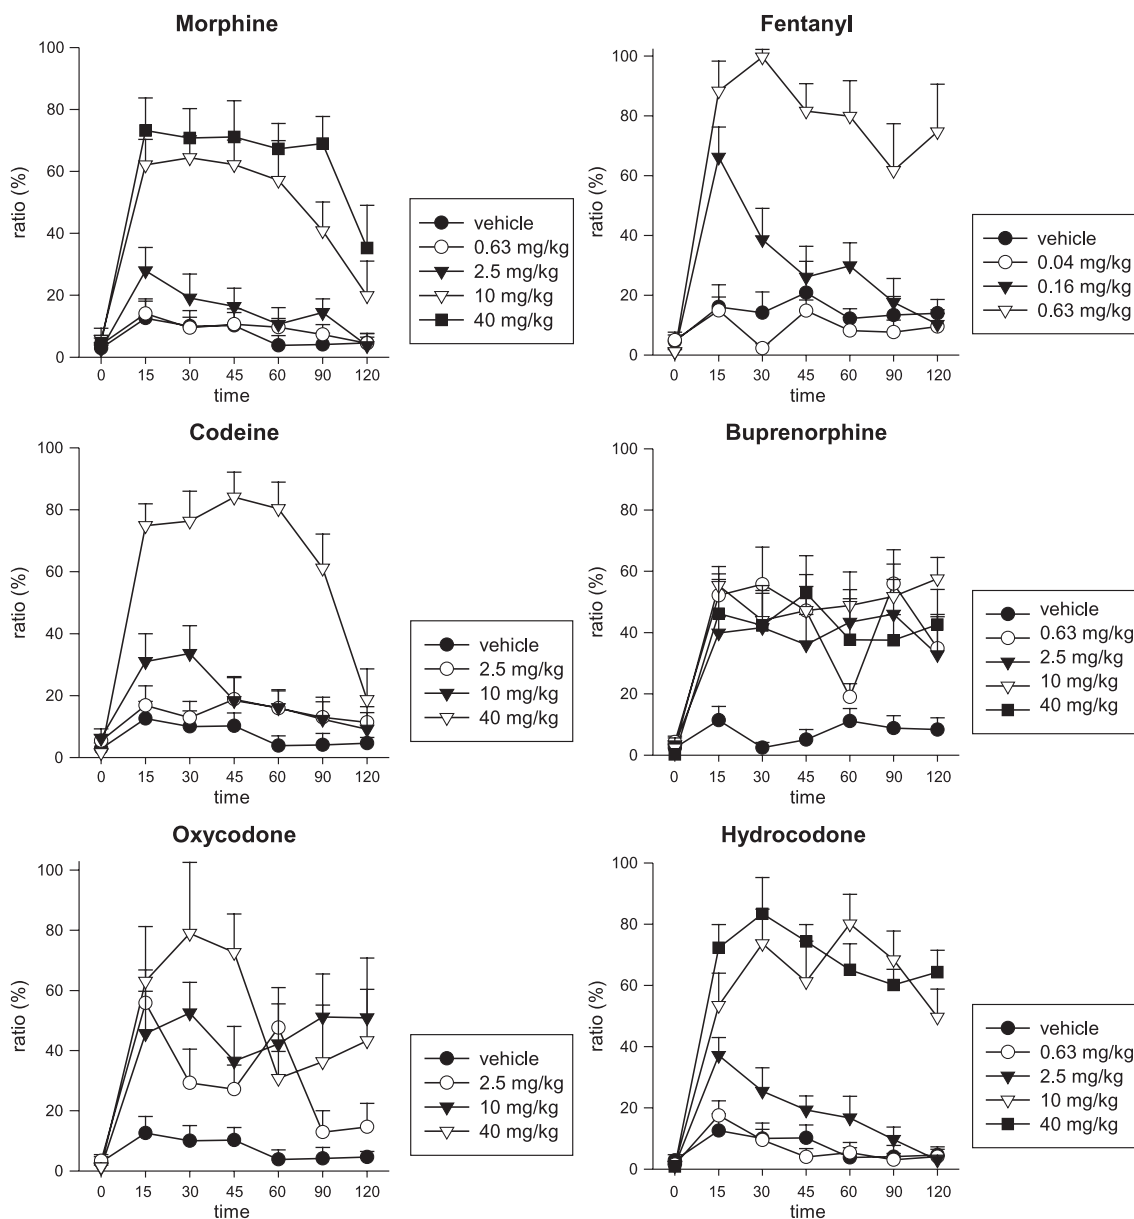 Morphine
100
80
60
40
20
0
ratio (%)
0 15 30 45 60 90 120
time
vehicle
0.63 mg/kg
2.5 mg/kg
10 mg/kg
40 mg/kg
Fentanyl
100
80
60
40
20
0
ratio (%)
0 15 30 45 60 90 120
time
vehicle
0.04 mg/kg
0.16 mg/kg
0.63 mg/kg
Codeine
100
80
60
40
20
0
ratio (%)
0 15 30 45 60 90 120
time
vehicle
2.5 mg/kg
10 mg/kg
40 mg/kg
Buprenorphine
100
80
60
40
20
0
ratio (%)
0 15 30 45 60 90 120
time
vehicle
0.63 mg/kg
2.5 mg/kg
10 mg/kg
40 mg/kg
Oxycodone
100
80
60
40
20
0
ratio (%)
0 15 30 45 60 90 120
time
vehicle
2.5 mg/kg
10 mg/kg
40 mg/kg
Hydrocodone
100
80
60
40
20
0
ratio (%)
0 15 30 45 60 90 120
time
vehicle
0.63 mg/kg
2.5 mg/kg
10 mg/kg
40 mg/kg